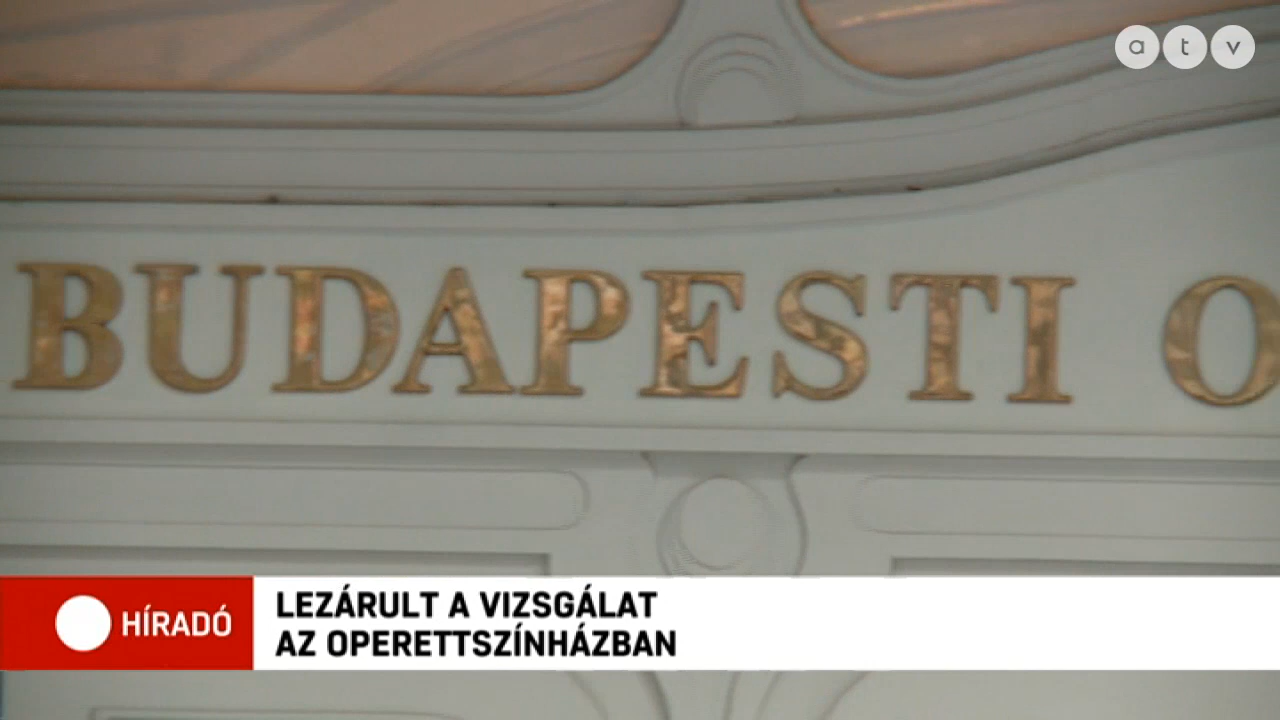 atv
BUDAPESTI O
HÍRADÓ
LEZÁRULT A VIZSGÁLAT
AZ OPERETTSZÍNHÁZBAN